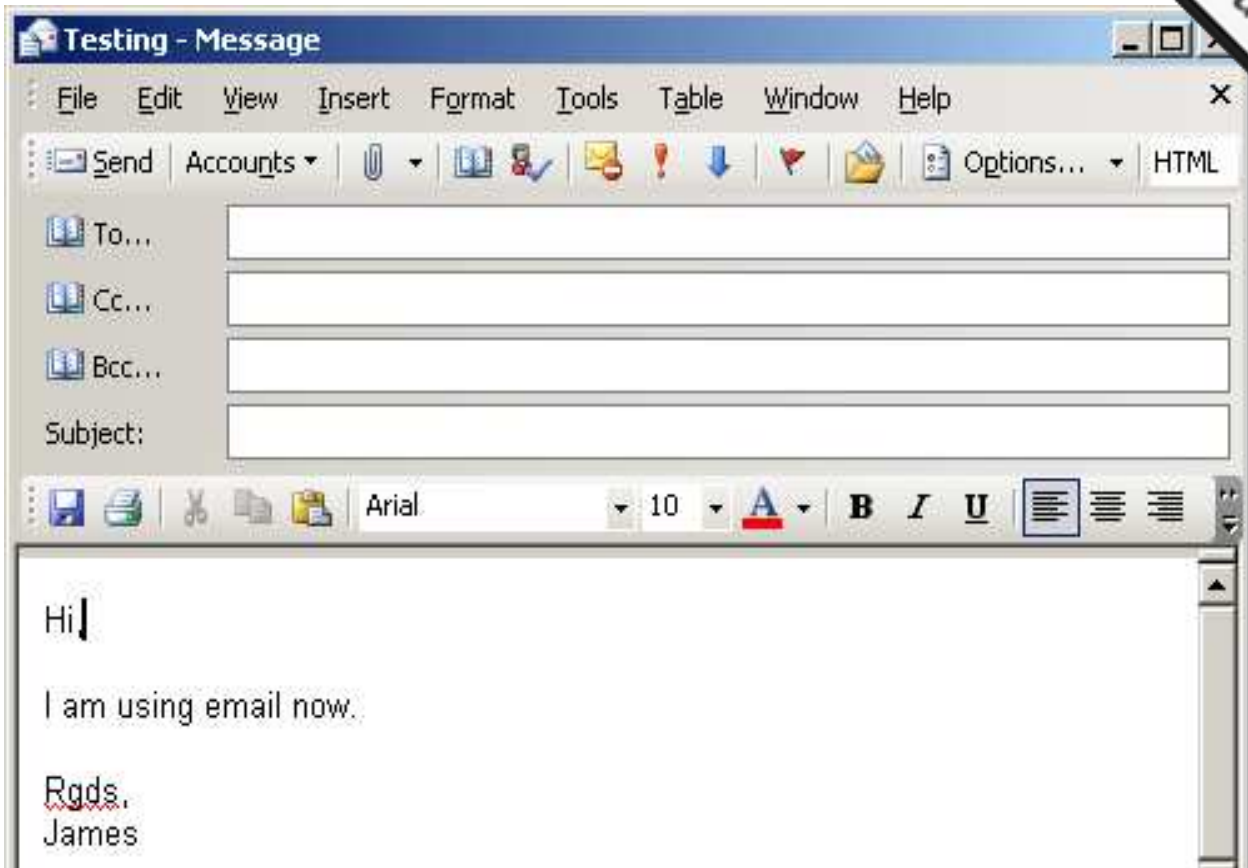 Testing - Message
File Edit View Insert Format Tools Table Window Help
Send Accounts Options... HTML
To...
Cc...
Bcc...
Subject:
Arial 10 A B I U
Hi,
I am using email now.
Rgds,
James